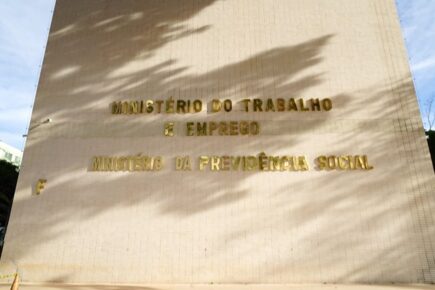 MINISTÉRIO DO TRABALHO
E EMPREGO
MINISTÉRIO DA PREVIDÊNCIA SOCIAL
F